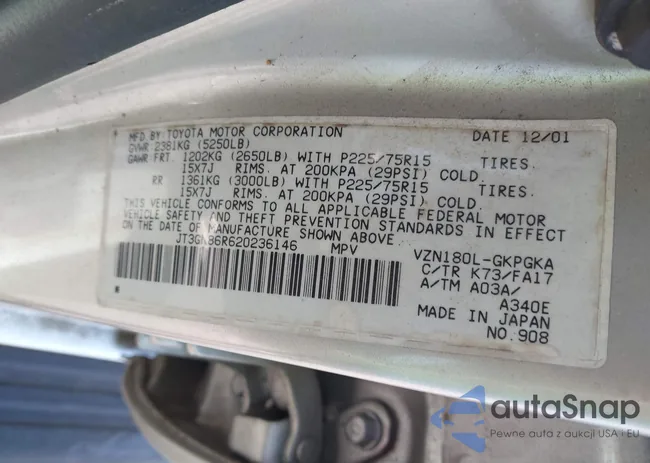 MFD.BY:TOYOTA MOTOR CORPORATION DATE 12/01
GVWR 2381KG (5250LB)
GAWR FRT. 1202KG (2650LB) WITH P225/75R15 TIRES.
15X7J RIMS. AT 200KPA (29PSI) COLD.
RR 1361KG (3000LB) WITH P225/75R15 TIRES.
15X7J RIMS. AT 200KPA (29PSI) COLD.
THIS VEHICLE CONFORMS TO ALL APPLICABLE FEDERAL MOTOR
VEHICLE SAFETY AND THEFT PREVENTION STANDARDS IN EFFECT
ON THE DATE OF MANUFACTURE SHOWN ABOVE.
MPV VZN180L-GKPGKA
C/TR K73/FA17
A/TM A03A/
A340E
MADE IN JAPAN
NO.908
autaSnap
Pewne auta z aukcji USA i EU